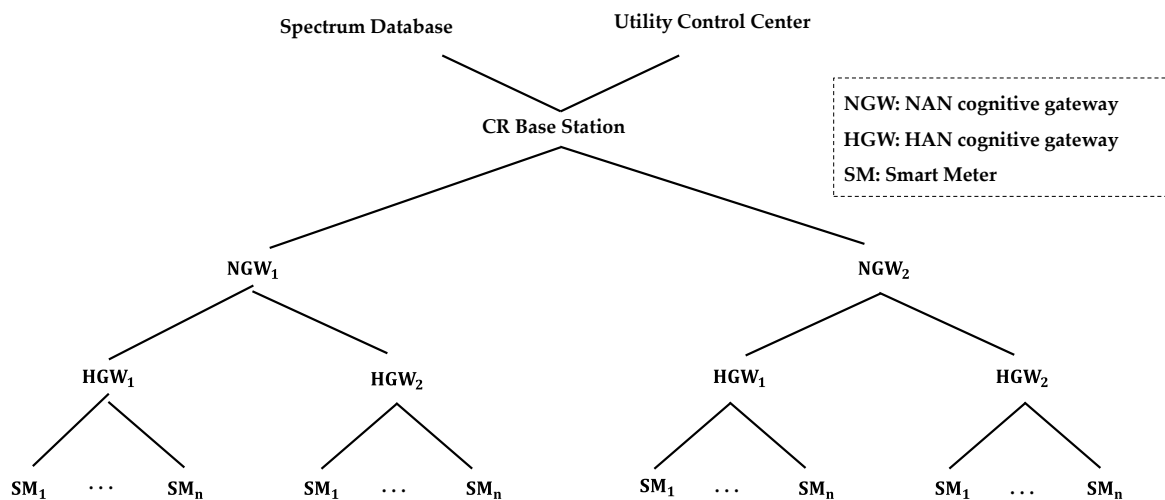 Spectrum Database
Utility Control Center
NGW: NAN cognitive gateway
HGW: HAN cognitive gateway
SM: Smart Meter
CR Base Station
NGW₁
NGW₂
HGW₁
HGW₂
HGW₁
HGW₂
SM₁ ... SMₙ
SM₁ ... SMₙ
SM₁ ... SMₙ
SM₁ ... SMₙ